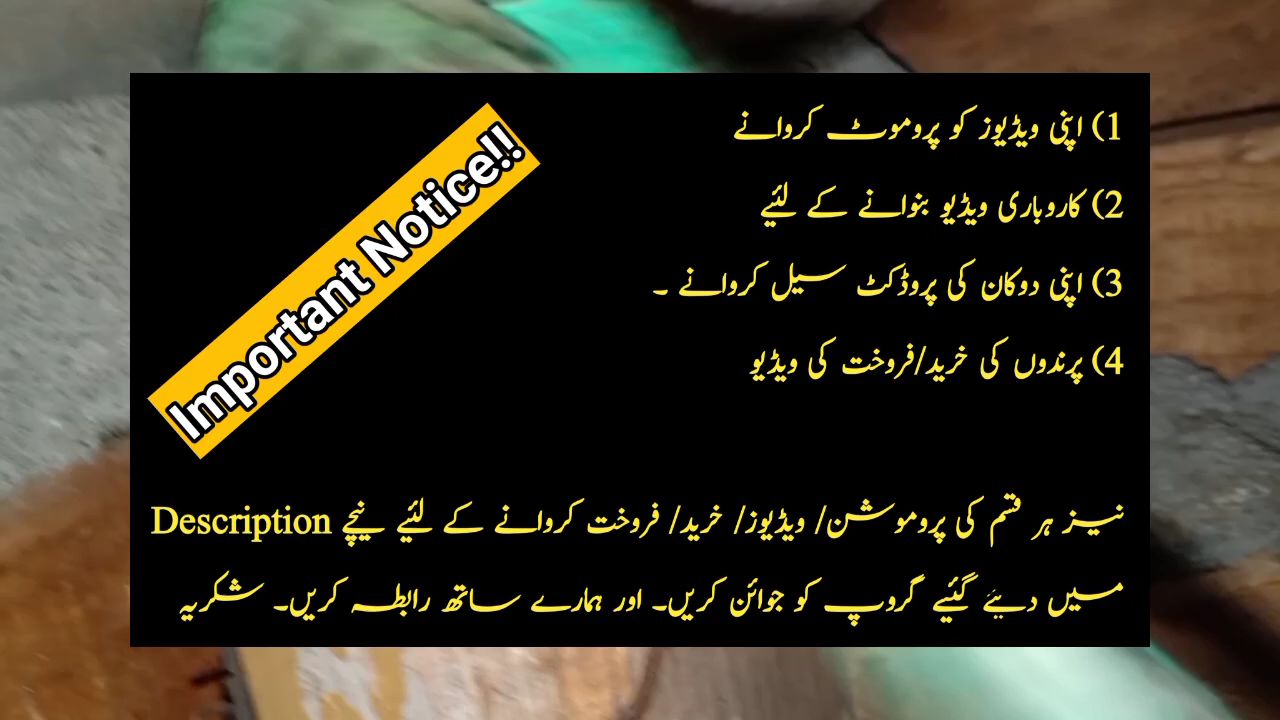 Important Notice!!
1) اپنی ویڈیوز کو پروموٹ کروانے
2) کاروباری ویڈیو بنوانے کے لئیے
3) اپنی دوکان کی پروڈکٹ سیل کروانے ۔
4) پرندوں کی خرید/فروخت کی ویڈیو
نیز ہر قسم کی پروموشن/ ویڈیوز/ خرید/ فروخت کروانے کے لئیے نیچے Description
میں دیئے گئیے گروپ کو جوائن کریں۔ اور ہمارے ساتھ رابطہ کریں۔ شکریہ